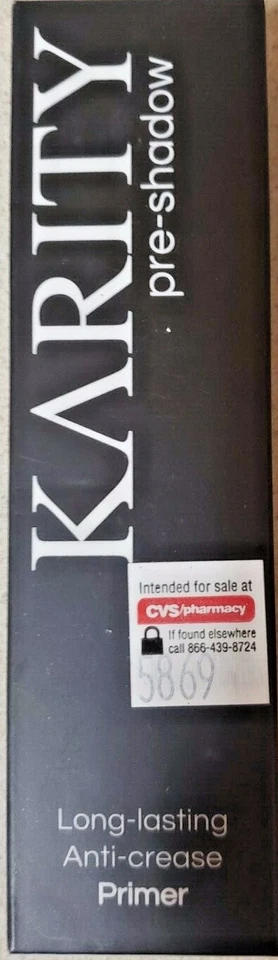 KARITY
pre-shadow
Intended for sale at
CVS/pharmacy
If found elsewhere
call 866-439-8724
5869
Long-lasting
Anti-crease
Primer